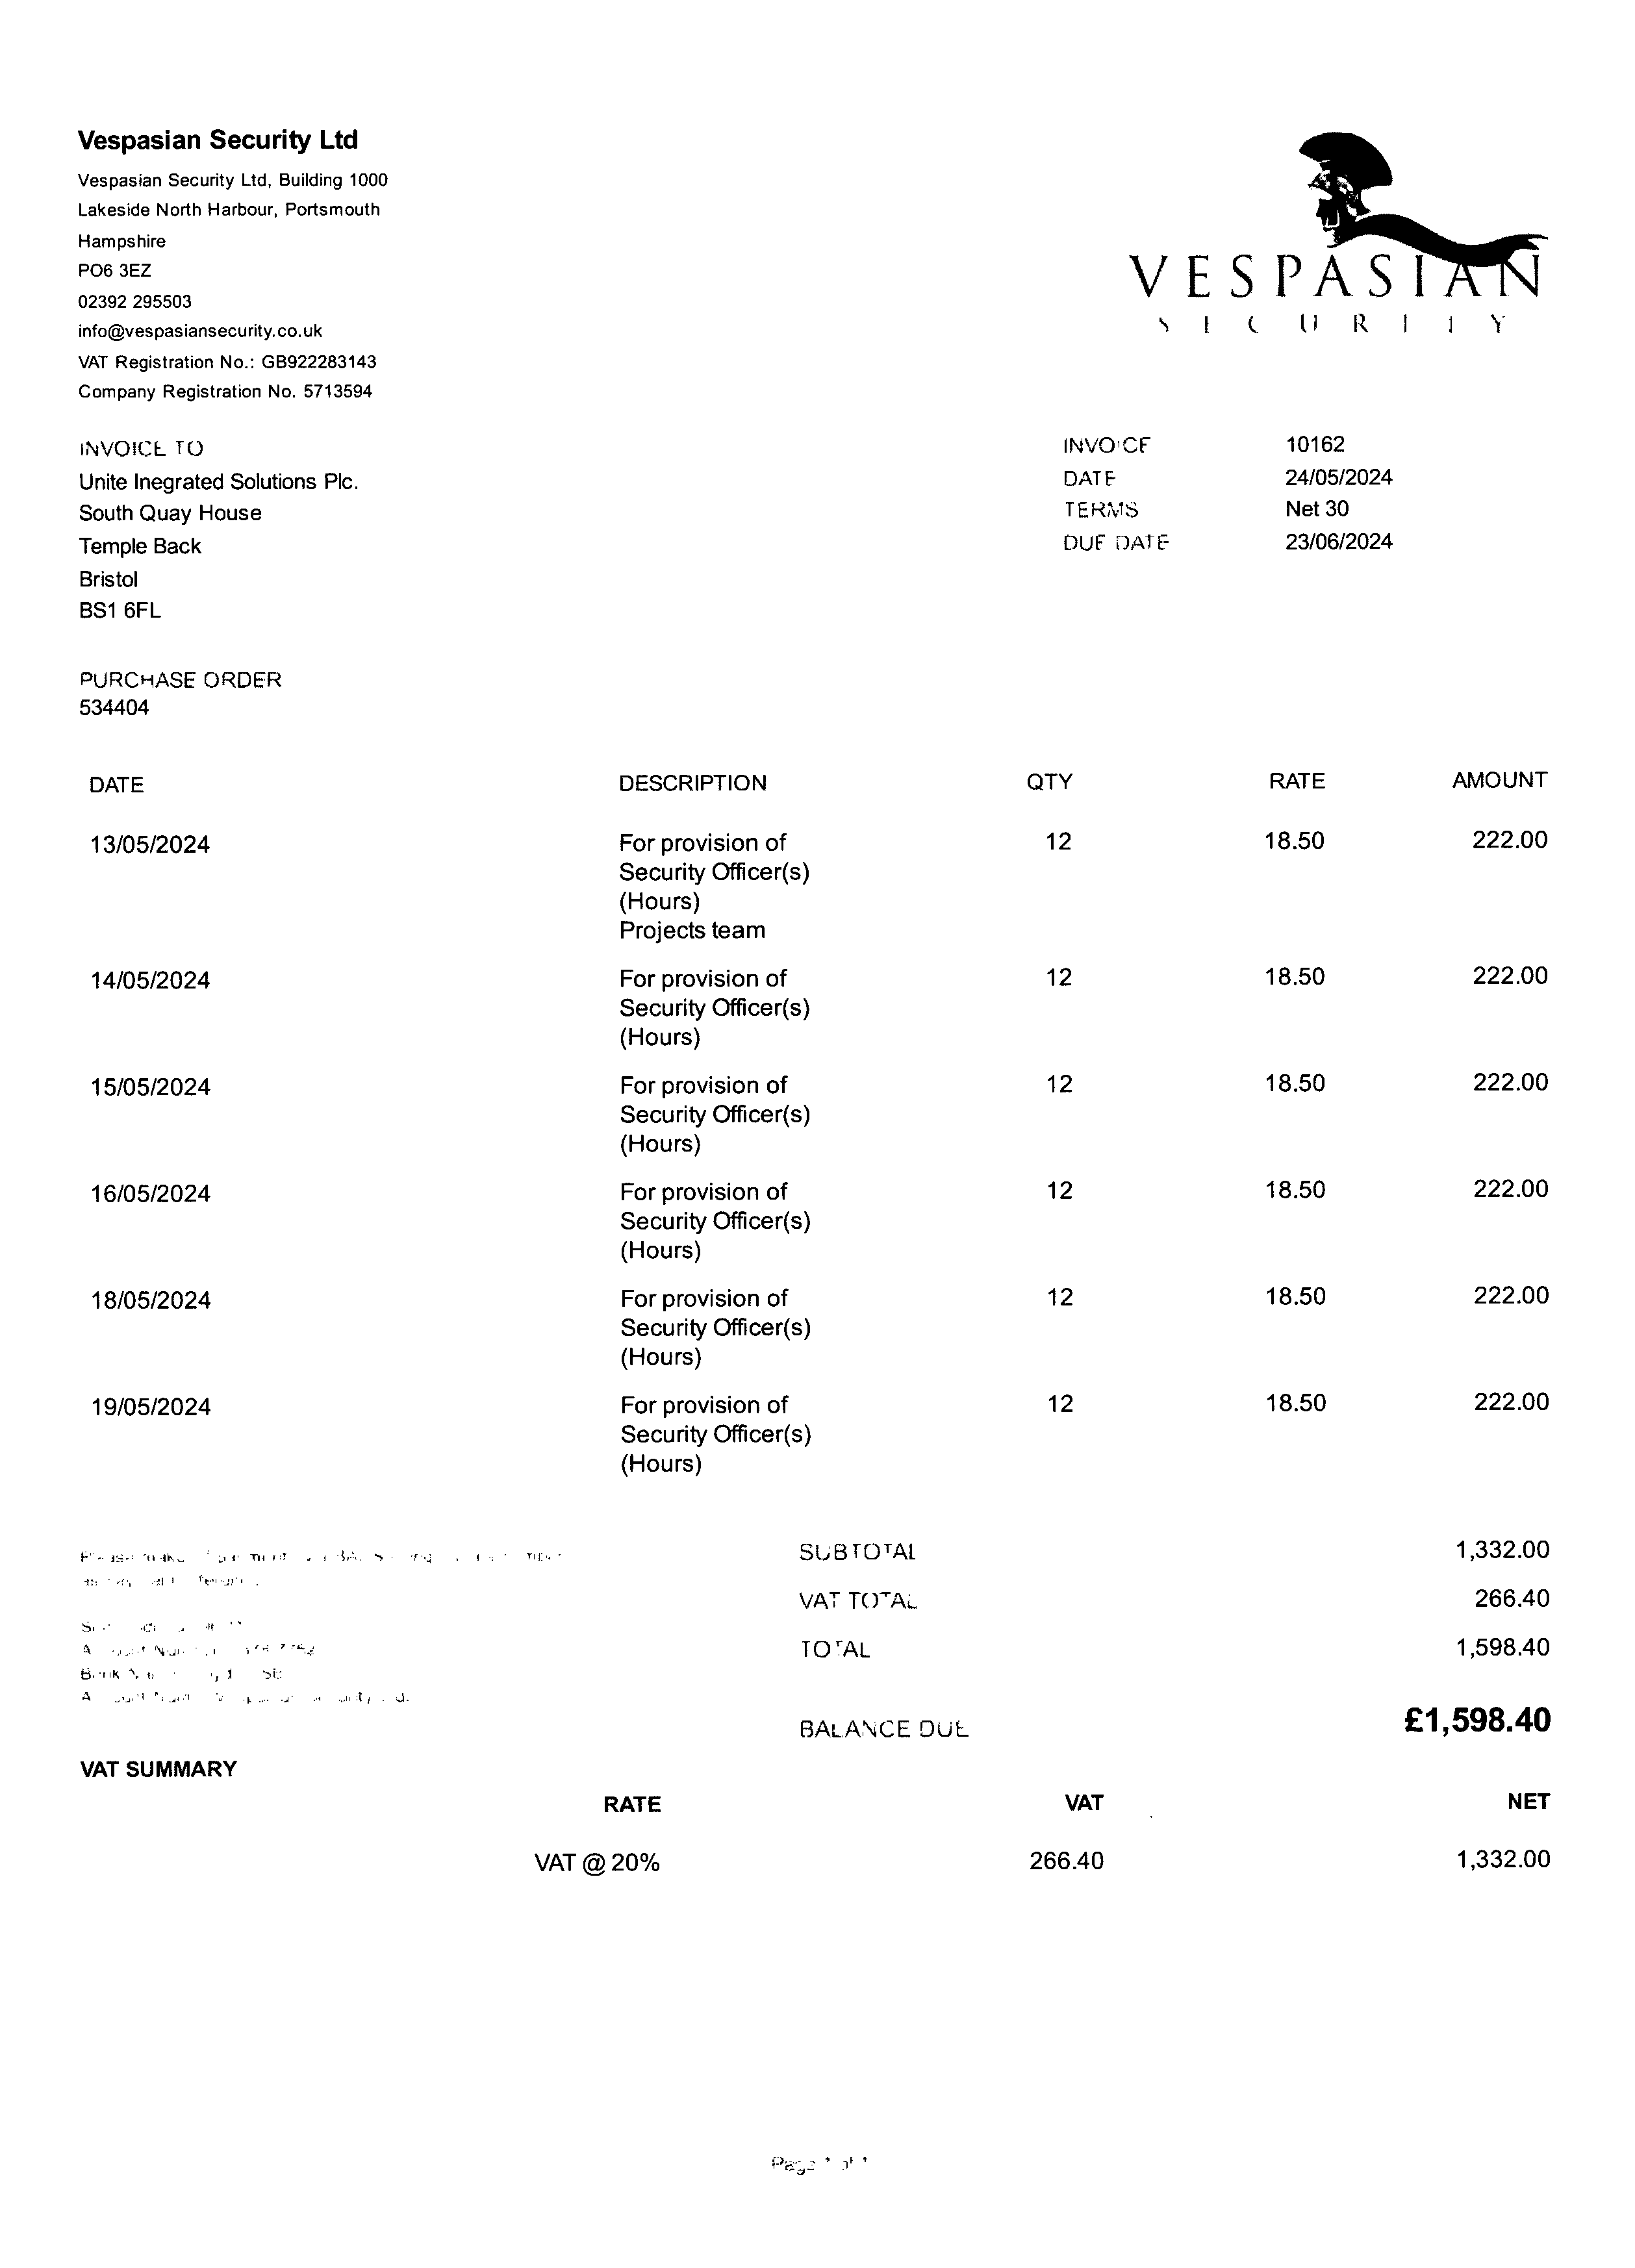 Vespasian Security Ltd
Vespasian Security Ltd, Building 1000
Lakeside North Harbour, Portsmouth
Hampshire
PO6 3EZ
02392 295503
info@vespasiansecurity.co.uk
VAT Registration No.: GB922283143
Company Registration No. 5713594
VESPASIAN
SECURITY
INVOICE TO
Unite Inegrated Solutions Plc.
South Quay House
Temple Back
Bristol
BS1 6FL
INVOICE 10162
DATE 24/05/2024
TERMS Net 30
DUE DATE 23/06/2024
PURCHASE ORDER
534404
DATE DESCRIPTION QTY RATE AMOUNT
13/05/2024 For provision of 12 18.50 222.00
Security Officer(s)
(Hours)
Projects team
14/05/2024 For provision of 12 18.50 222.00
Security Officer(s)
(Hours)
15/05/2024 For provision of 12 18.50 222.00
Security Officer(s)
(Hours)
16/05/2024 For provision of 12 18.50 222.00
Security Officer(s)
(Hours)
18/05/2024 For provision of 12 18.50 222.00
Security Officer(s)
(Hours)
19/05/2024 For provision of 12 18.50 222.00
Security Officer(s)
(Hours)
SUBTOTAL 1,332.00
VAT TOTAL 266.40
TOTAL 1,598.40
BALANCE DUE £1,598.40
VAT SUMMARY
RATE VAT NET
VAT @ 20% 266.40 1,332.00
Page 1 of 1